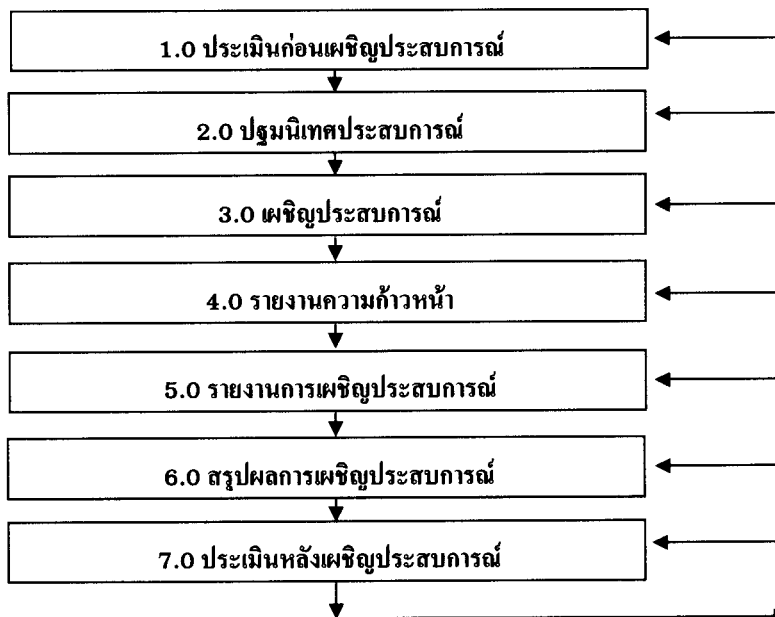 1.0 ประเมินก่อนเผชิญประสบการณ์
2.0 ปฐมนิเทศประสบการณ์
3.0 เผชิญประสบการณ์
4.0 รายงานความก้าวหน้า
5.0 รายงานการเผชิญประสบการณ์
6.0 สรุปผลการเผชิญประสบการณ์
7.0 ประเมินหลังเผชิญประสบการณ์